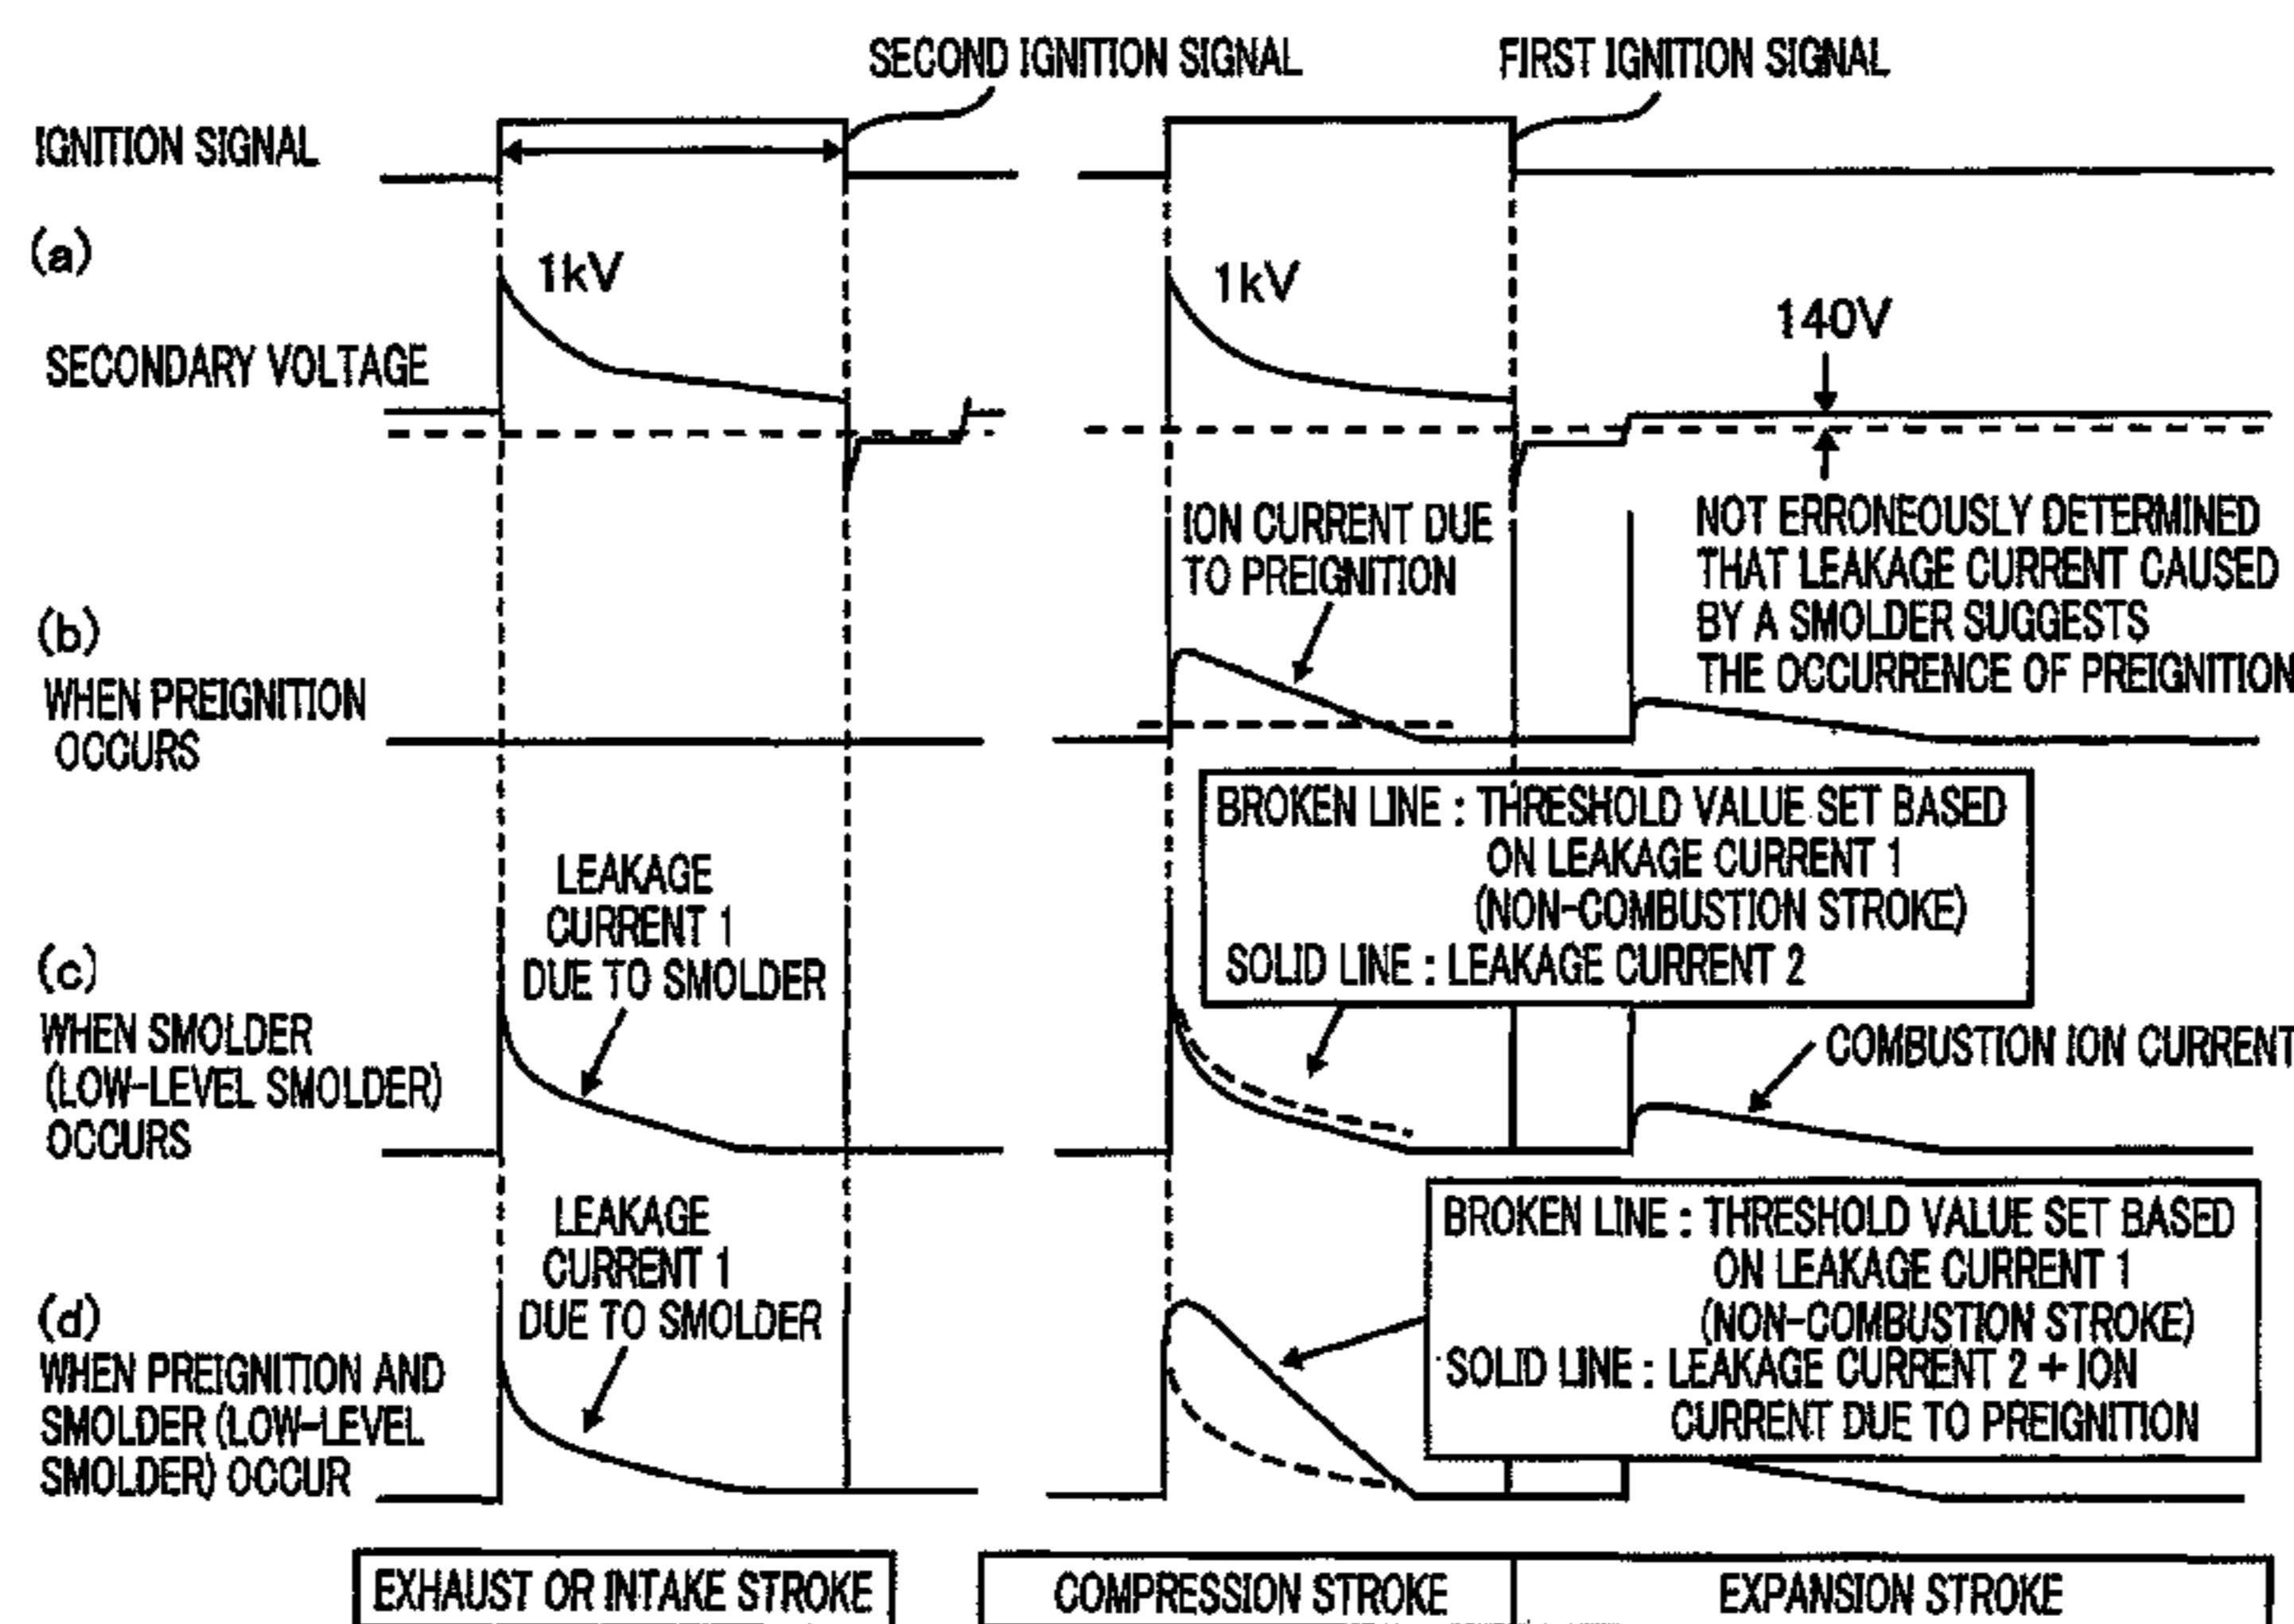 SECOND IGNITION SIGNAL
FIRST IGNITION SIGNAL
IGNITION SIGNAL
(a)
1kV
1kV
140V
SECONDARY VOLTAGE
ION CURRENT DUE
TO PREIGNITION
NOT ERRONEOUSLY DETERMINED
THAT LEAKAGE CURRENT CAUSED
BY A SMOLDER SUGGESTS
THE OCCURRENCE OF PREIGNITION
(b)
WHEN PREIGNITION
OCCURS
BROKEN LINE : THRESHOLD VALUE SET BASED
ON LEAKAGE CURRENT 1
(NON-COMBUSTION STROKE)
SOLID LINE : LEAKAGE CURRENT 2
LEAKAGE
CURRENT 1
DUE TO SMOLDER
(c)
WHEN SMOLDER
(LOW-LEVEL SMOLDER)
OCCURS
COMBUSTION ION CURRENT
LEAKAGE
CURRENT 1
DUE TO SMOLDER
BROKEN LINE : THRESHOLD VALUE SET BASED
ON LEAKAGE CURRENT 1
(NON-COMBUSTION STROKE)
SOLID LINE : LEAKAGE CURRENT 2 + ION
CURRENT DUE TO PREIGNITION
(d)
WHEN PREIGNITION AND
SMOLDER (LOW-LEVEL
SMOLDER) OCCUR
EXHAUST OR INTAKE STROKE
COMPRESSION STROKE
EXPANSION STROKE